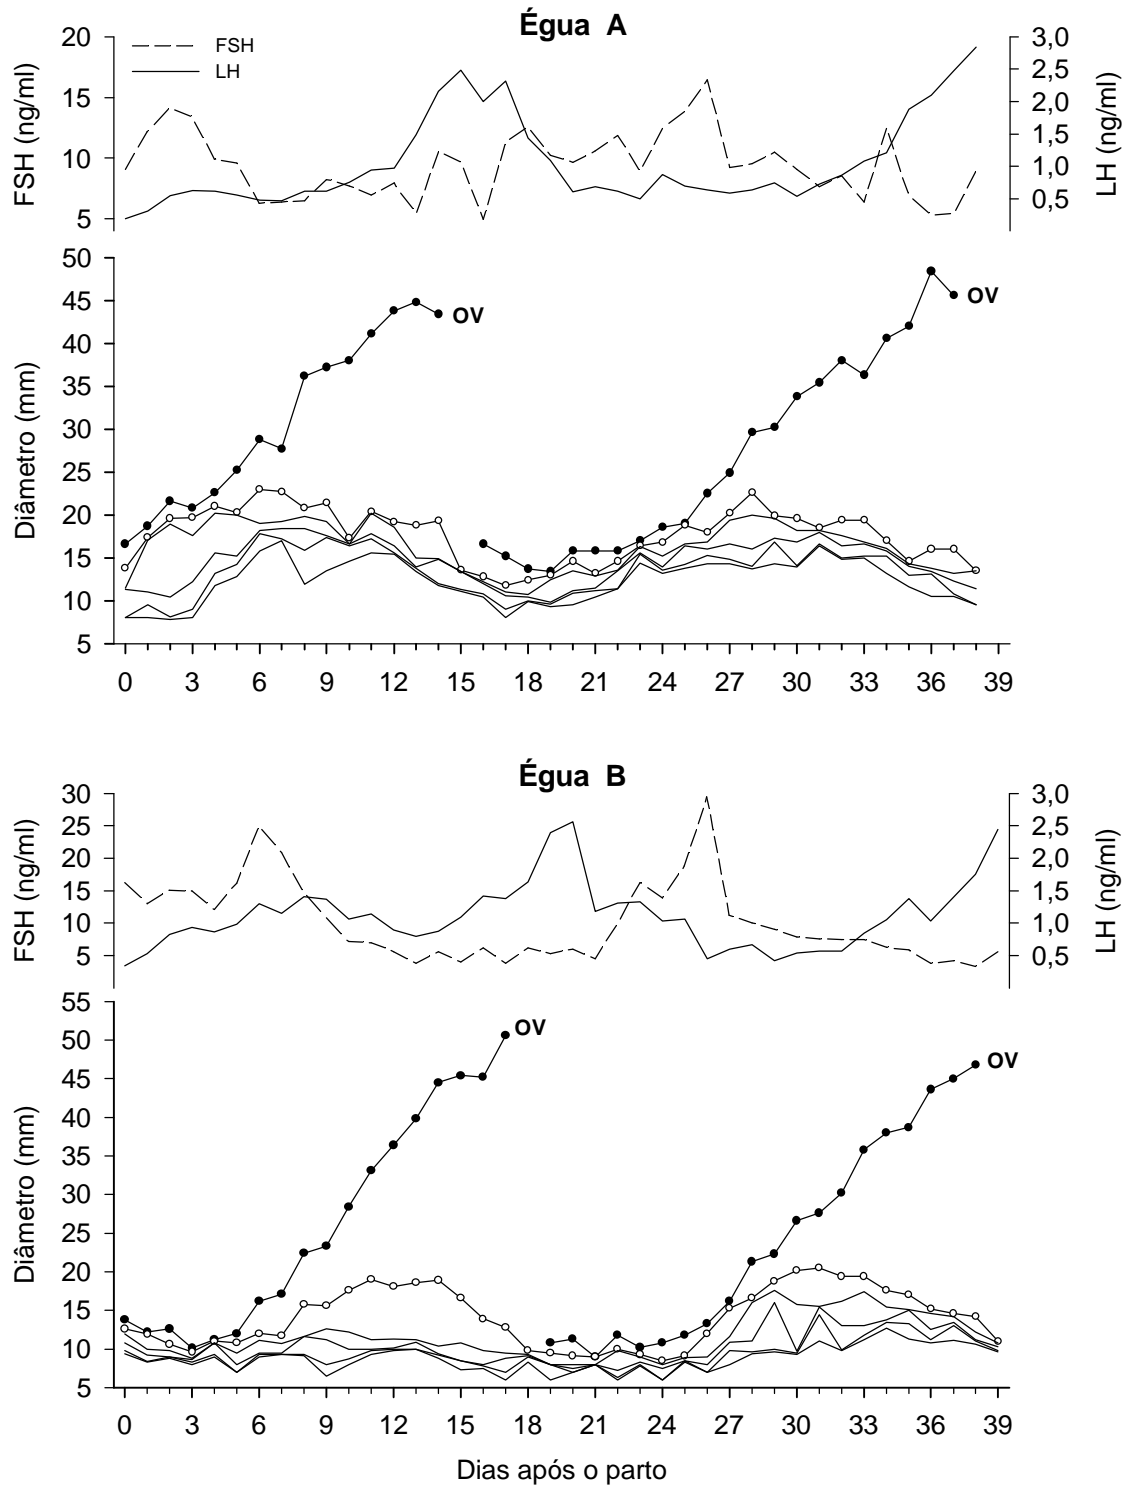 Égua A
FSH
LH
FSH (ng/ml)
20
15
10
5
LH (ng/ml)
3,0
2,5
2,0
1,5
1,0
0,5
Diâmetro (mm)
50
45
40
35
30
25
20
15
10
5
OV
OV
0 3 6 9 12 15 18 21 24 27 30 33 36 39
Égua B
FSH (ng/ml)
30
25
20
15
10
5
LH (ng/ml)
3,0
2,5
2,0
1,5
1,0
0,5
Diâmetro (mm)
55
50
45
40
35
30
25
20
15
10
5
OV
OV
0 3 6 9 12 15 18 21 24 27 30 33 36 39
Dias após o parto